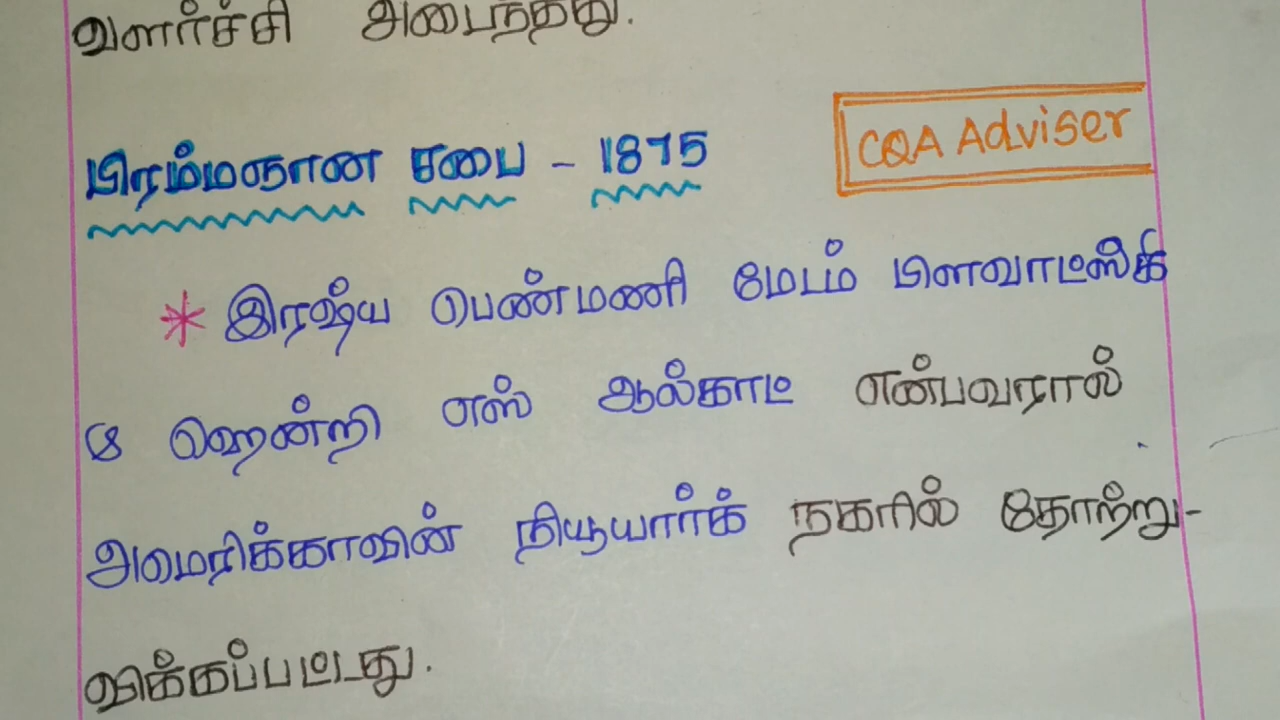 வளர்ச்சி அடைந்தது.
பிரம்மஞான சபை - 1875
CQA Adviser
* இரஷ்ய பெண்மணி மேடம் பிளவாட்ஸ்கி
& ஹென்றி எஸ் ஆல்காட் என்பவரால்
அமெரிக்காவின் நியூயார்க் நகரில் தோற்று-
விக்கப்பட்டது.